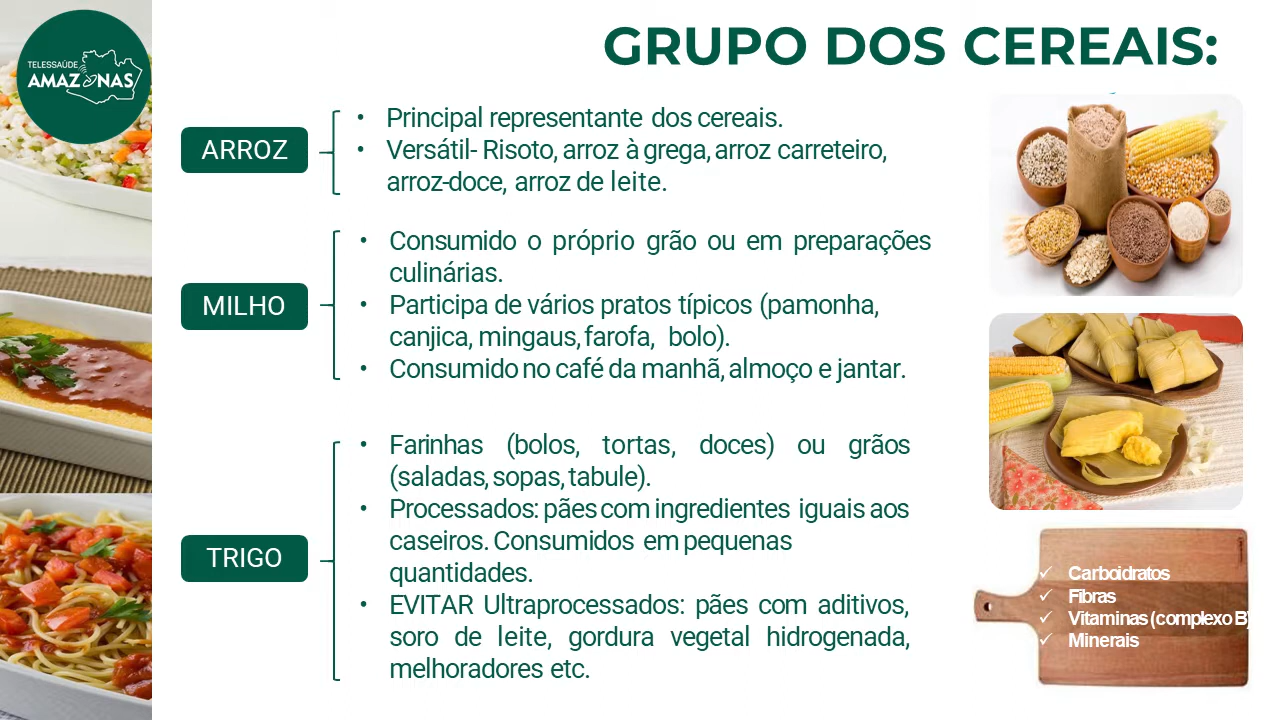 TELESSAÚDE
AMAZONAS
GRUPO DOS CEREAIS:
ARROZ
• Principal representante dos cereais.
• Versátil- Risoto, arroz à grega, arroz carreteiro,
arroz-doce, arroz de leite.
MILHO
• Consumido o próprio grão ou em preparações
culinárias.
• Participa de vários pratos típicos (pamonha,
canjica, mingaus, farofa, bolo).
• Consumido no café da manhã, almoço e jantar.
TRIGO
• Farinhas (bolos, tortas, doces) ou grãos
(saladas, sopas, tabule).
• Processados: pães com ingredientes iguais aos
caseiros. Consumidos em pequenas
quantidades.
• EVITAR Ultraprocessados: pães com aditivos,
soro de leite, gordura vegetal hidrogenada,
melhoradores etc.
✓ Carboidratos
✓ Fibras
✓ Vitaminas (complexo B)
✓ Minerais